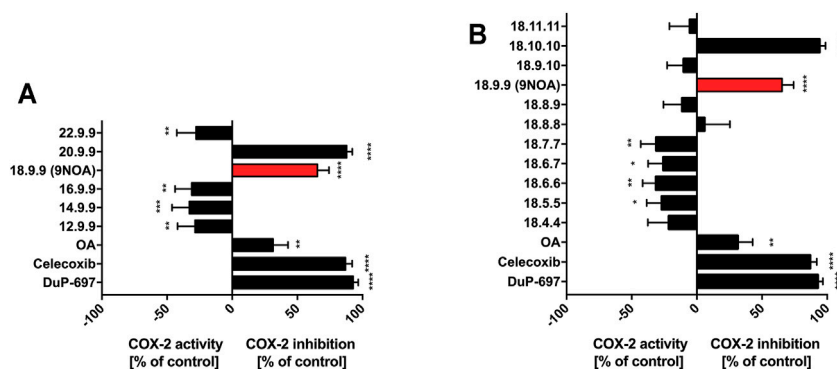 A
22.9.9
**
20.9.9
****
18.9.9 (9NOA)
****
16.9.9
**
14.9.9
***
12.9.9
**
OA
**
Celecoxib
****
DuP-697
****
-100
-50
0
50
100
COX-2 activity
[% of control]
COX-2 inhibition
[% of control]
B
18.11.11
18.10.10
18.9.10
18.9.9 (9NOA)
****
18.8.9
18.8.8
18.7.7
**
18.6.7
*
18.6.6
**
18.5.5
*
18.4.4
OA
**
Celecoxib
****
DuP-697
****
-100
-50
0
50
100
COX-2 activity
[% of control]
COX-2 inhibition
[% of control]